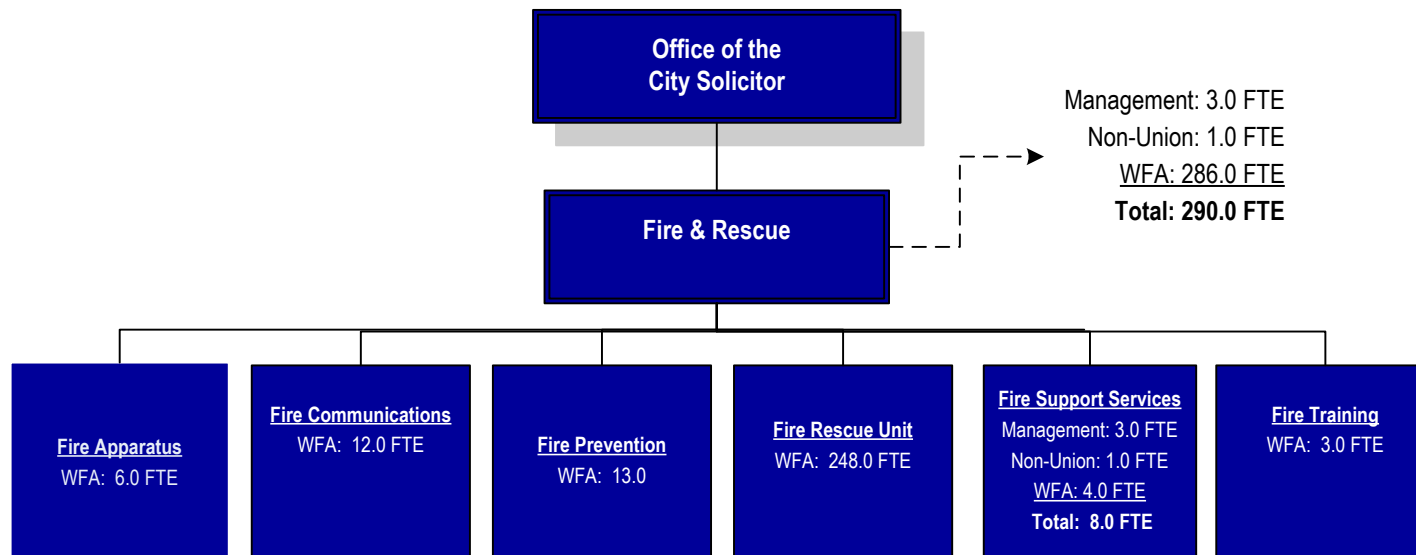 Office of the
City Solicitor
Management: 3.0 FTE
Non-Union: 1.0 FTE
WFA: 286.0 FTE
Total: 290.0 FTE
Fire & Rescue
Fire Apparatus
WFA: 6.0 FTE
Fire Communications
WFA: 12.0 FTE
Fire Prevention
WFA: 13.0
Fire Rescue Unit
WFA: 248.0 FTE
Fire Support Services
Management: 3.0 FTE
Non-Union: 1.0 FTE
WFA: 4.0 FTE
Total: 8.0 FTE
Fire Training
WFA: 3.0 FTE